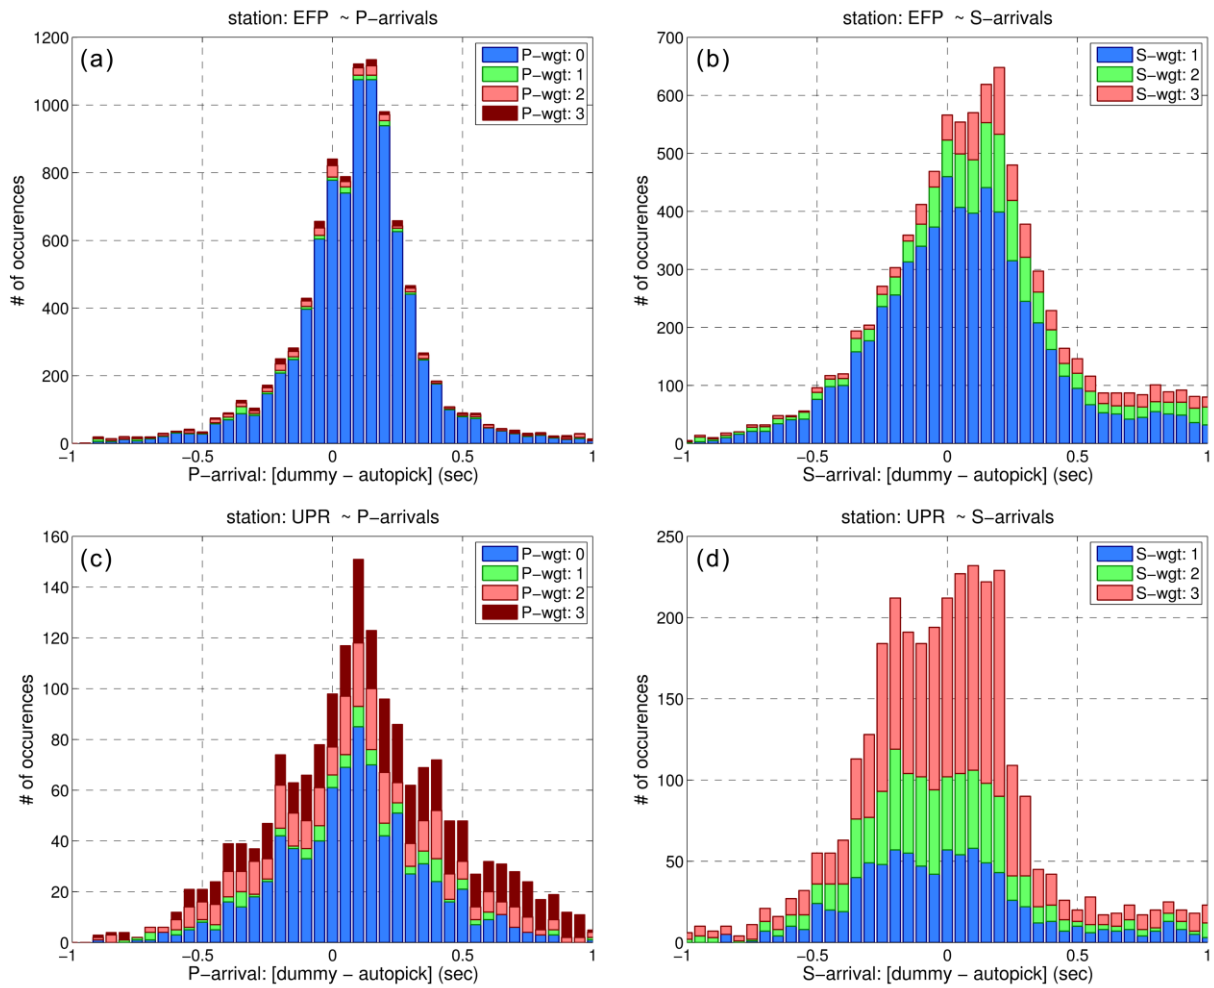 station: EFP ~ P−arrivals
(a)
P−wgt: 0
P−wgt: 1
P−wgt: 2
P−wgt: 3
# of occurences
1200
1000
800
600
400
200
0
−1 −0.5 0 0.5 1
P−arrival: [dummy − autopick] (sec)
station: EFP ~ S−arrivals
(b)
S−wgt: 1
S−wgt: 2
S−wgt: 3
# of occurences
700
600
500
400
300
200
100
0
−1 −0.5 0 0.5 1
S−arrival: [dummy − autopick] (sec)
station: UPR ~ P−arrivals
(c)
P−wgt: 0
P−wgt: 1
P−wgt: 2
P−wgt: 3
# of occurences
160
140
120
100
80
60
40
20
0
−1 −0.5 0 0.5 1
P−arrival: [dummy − autopick] (sec)
station: UPR ~ S−arrivals
(d)
S−wgt: 1
S−wgt: 2
S−wgt: 3
# of occurences
250
200
150
100
50
0
−1 −0.5 0 0.5 1
S−arrival: [dummy − autopick] (sec)